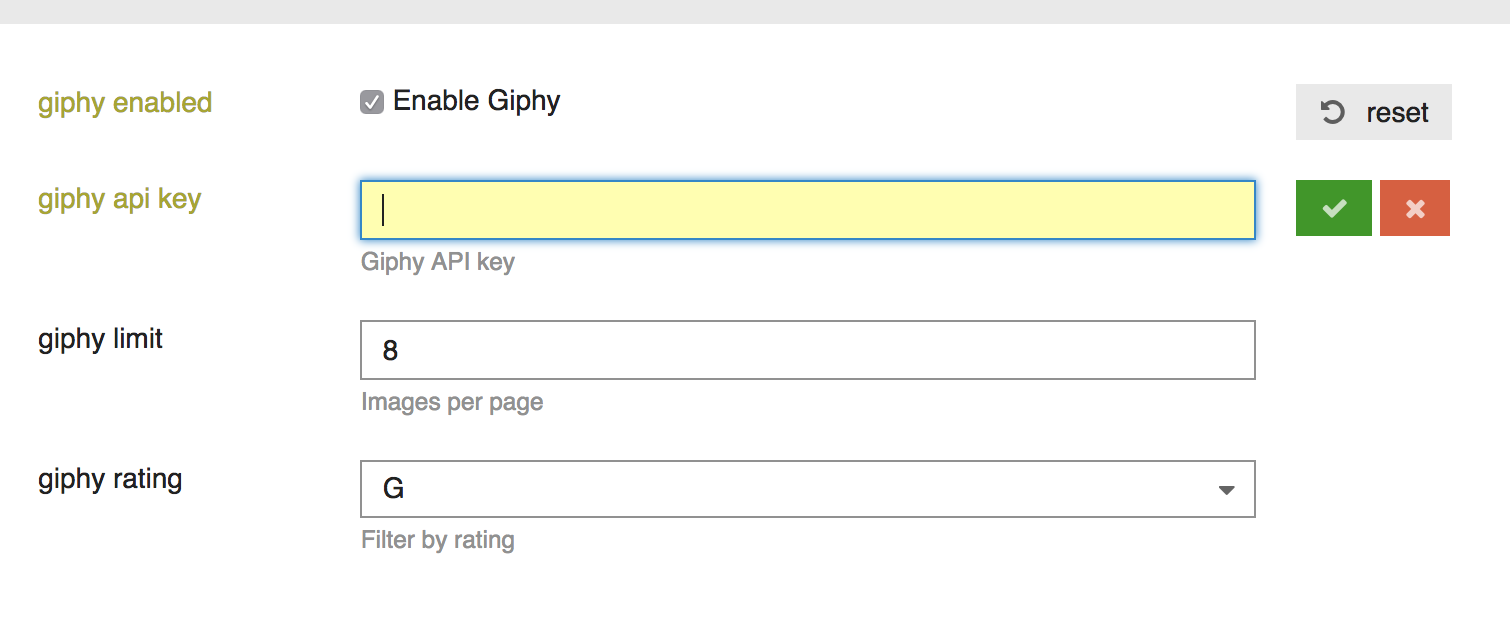 giphy enabled
Enable Giphy
reset
giphy api key
Giphy API key
giphy limit
8
Images per page
giphy rating
G
Filter by rating